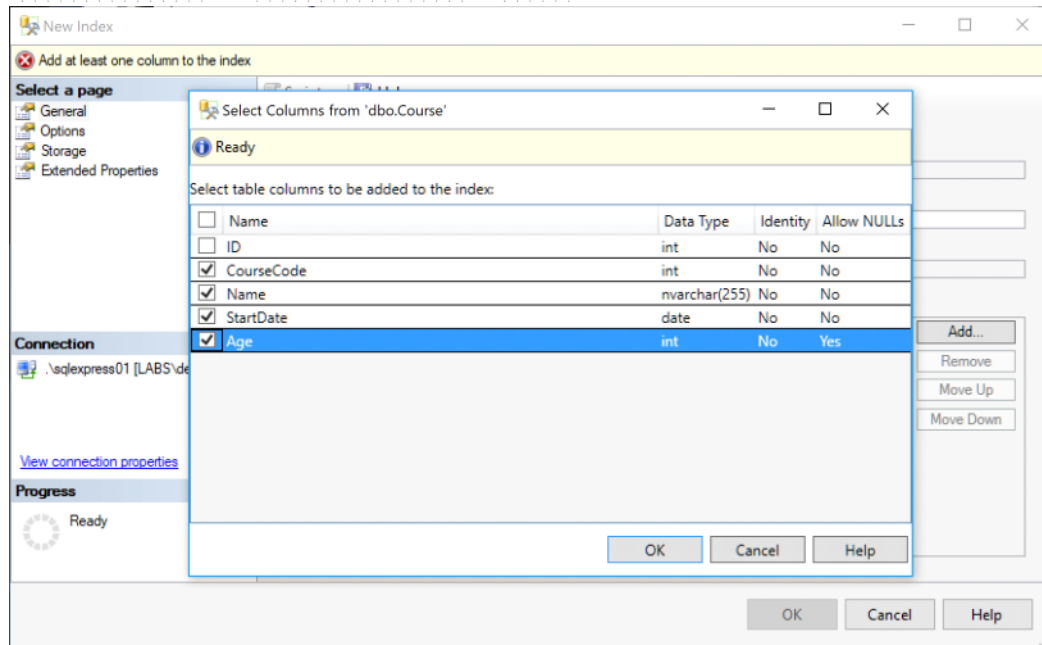 New Index
Add at least one column to the index
Select a page
General
Options
Storage
Extended Properties
Connection
.\sqlexpress01 [LABS\de
View connection properties
Progress
Ready
Select Columns from 'dbo.Course'
Ready
Select table columns to be added to the index:
Name Data Type Identity Allow NULLs
ID int No No
CourseCode int No No
Name nvarchar(255) No No
StartDate date No No
Age int No Yes
OK Cancel Help
Add...
Remove
Move Up
Move Down
OK Cancel Help